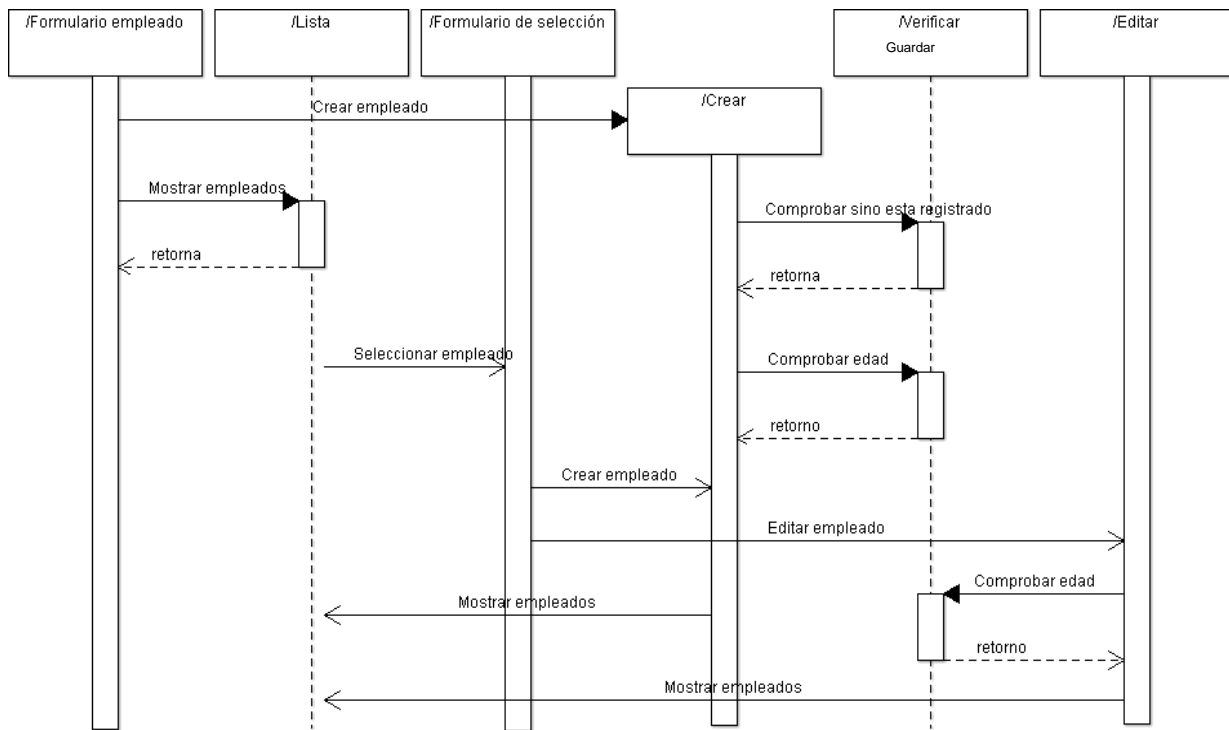 /Formulario empleado
/Lista
/Formulario de selección
/Verificar
Guardar
/Editar
/Crear
Crear empleado
Mostrar empleados
Comprobar sino esta registrado
retorna
retorna
Seleccionar empleado
Comprobar edad
retorno
Crear empleado
Editar empleado
Comprobar edad
Mostrar empleados
retorno
Mostrar empleados